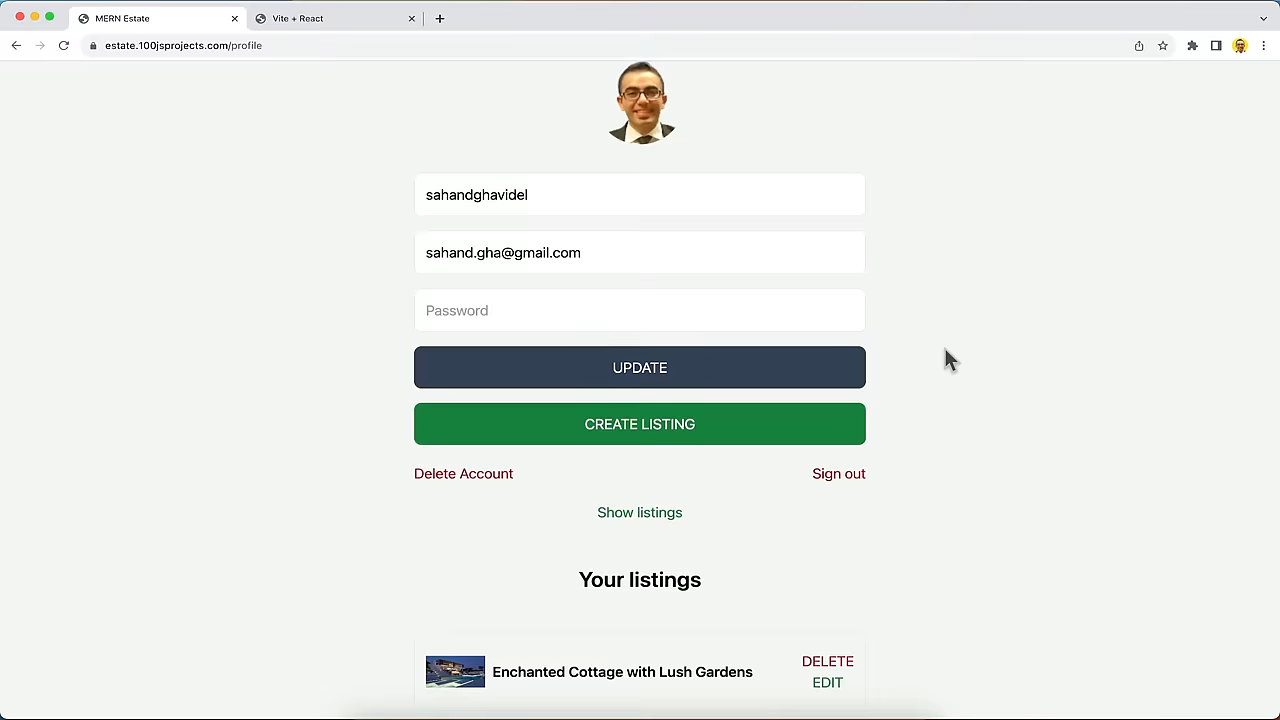 MERN Estate
Vite + React
estate.100jsprojects.com/profile
sahandghavidel
sahand.gha@gmail.com
Password
UPDATE
CREATE LISTING
Delete Account
Sign out
Show listings
Your listings
Enchanted Cottage with Lush Gardens
DELETE
EDIT